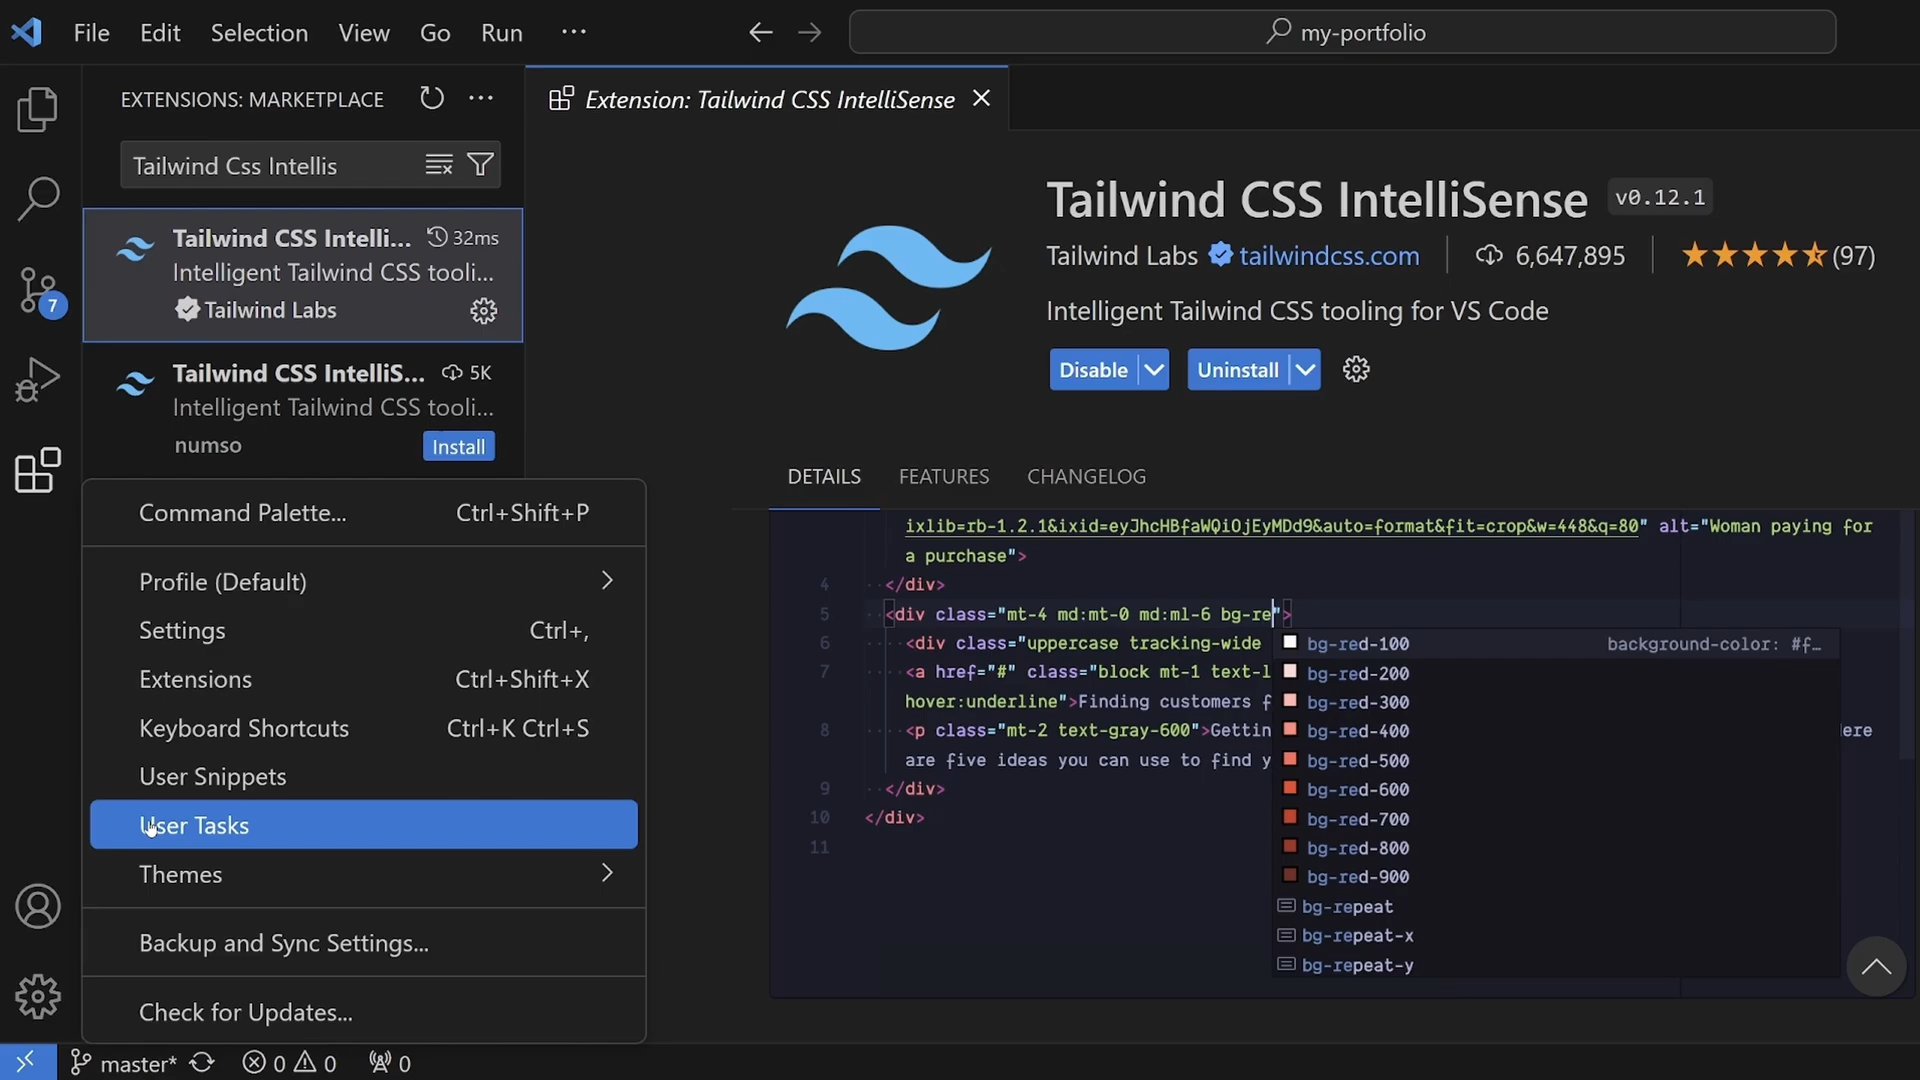 File Edit Selection View Go Run ...
my-portfolio
EXTENSIONS: MARKETPLACE
Tailwind Css Intellis
Tailwind CSS Intelli... 32ms
Intelligent Tailwind CSS tooli...
Tailwind Labs
Tailwind CSS IntelliS... 5K
Intelligent Tailwind CSS tooli...
numso Install
Command Palette... Ctrl+Shift+P
Profile (Default)
Settings Ctrl+,
Extensions Ctrl+Shift+X
Keyboard Shortcuts Ctrl+K Ctrl+S
User Snippets
User Tasks
Themes
Backup and Sync Settings...
Check for Updates...
7
Extension: Tailwind CSS IntelliSense
Tailwind CSS IntelliSense v0.12.1
Tailwind Labs tailwindcss.com 6,647,895 (97)
Intelligent Tailwind CSS tooling for VS Code
Disable Uninstall
DETAILS FEATURES CHANGELOG
ixlib=rb-1.2.1&ixid=eyJhcHBfaWQiOjEyMDd9&auto=format&fit=crop&w=448&q=80" alt="Woman paying for
a purchase">
4 </div>
5 <div class="mt-4 md:mt-0 md:ml-6 bg-re">
6 <div class="uppercase tracking-wide
7 <a href="#" class="block mt-1 text-l
hover:underline">Finding customers f
8 <p class="mt-2 text-gray-600">Gettin
ere
are five ideas you can use to find y
9 </div>
10 </div>
11
bg-red-100 background-color: #f...
bg-red-200
bg-red-300
bg-red-400
bg-red-500
bg-red-600
bg-red-700
bg-red-800
bg-red-900
bg-repeat
bg-repeat-x
bg-repeat-y
master* 0 0 0